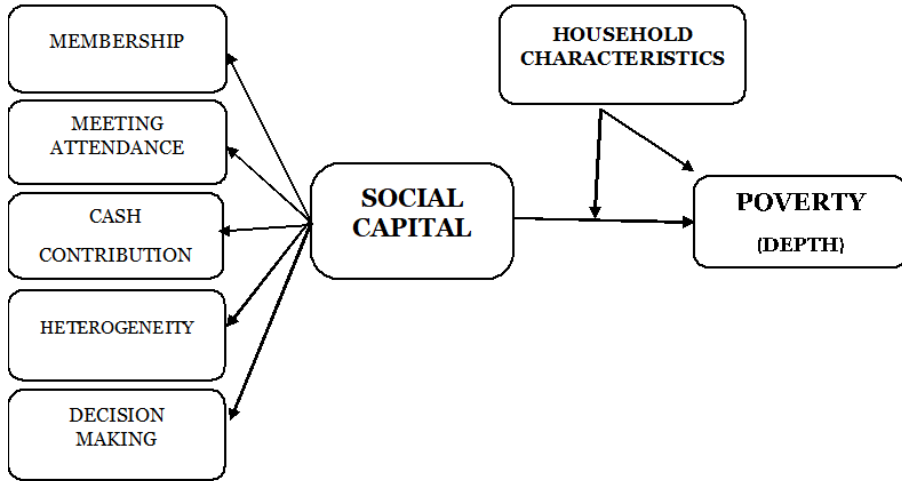 MEMBERSHIP
MEETING
ATTENDANCE
CASH
CONTRIBUTION
HETEROGENEITY
DECISION
MAKING
SOCIAL
CAPITAL
HOUSEHOLD
CHARACTERISTICS
POVERTY
(DEPTH)